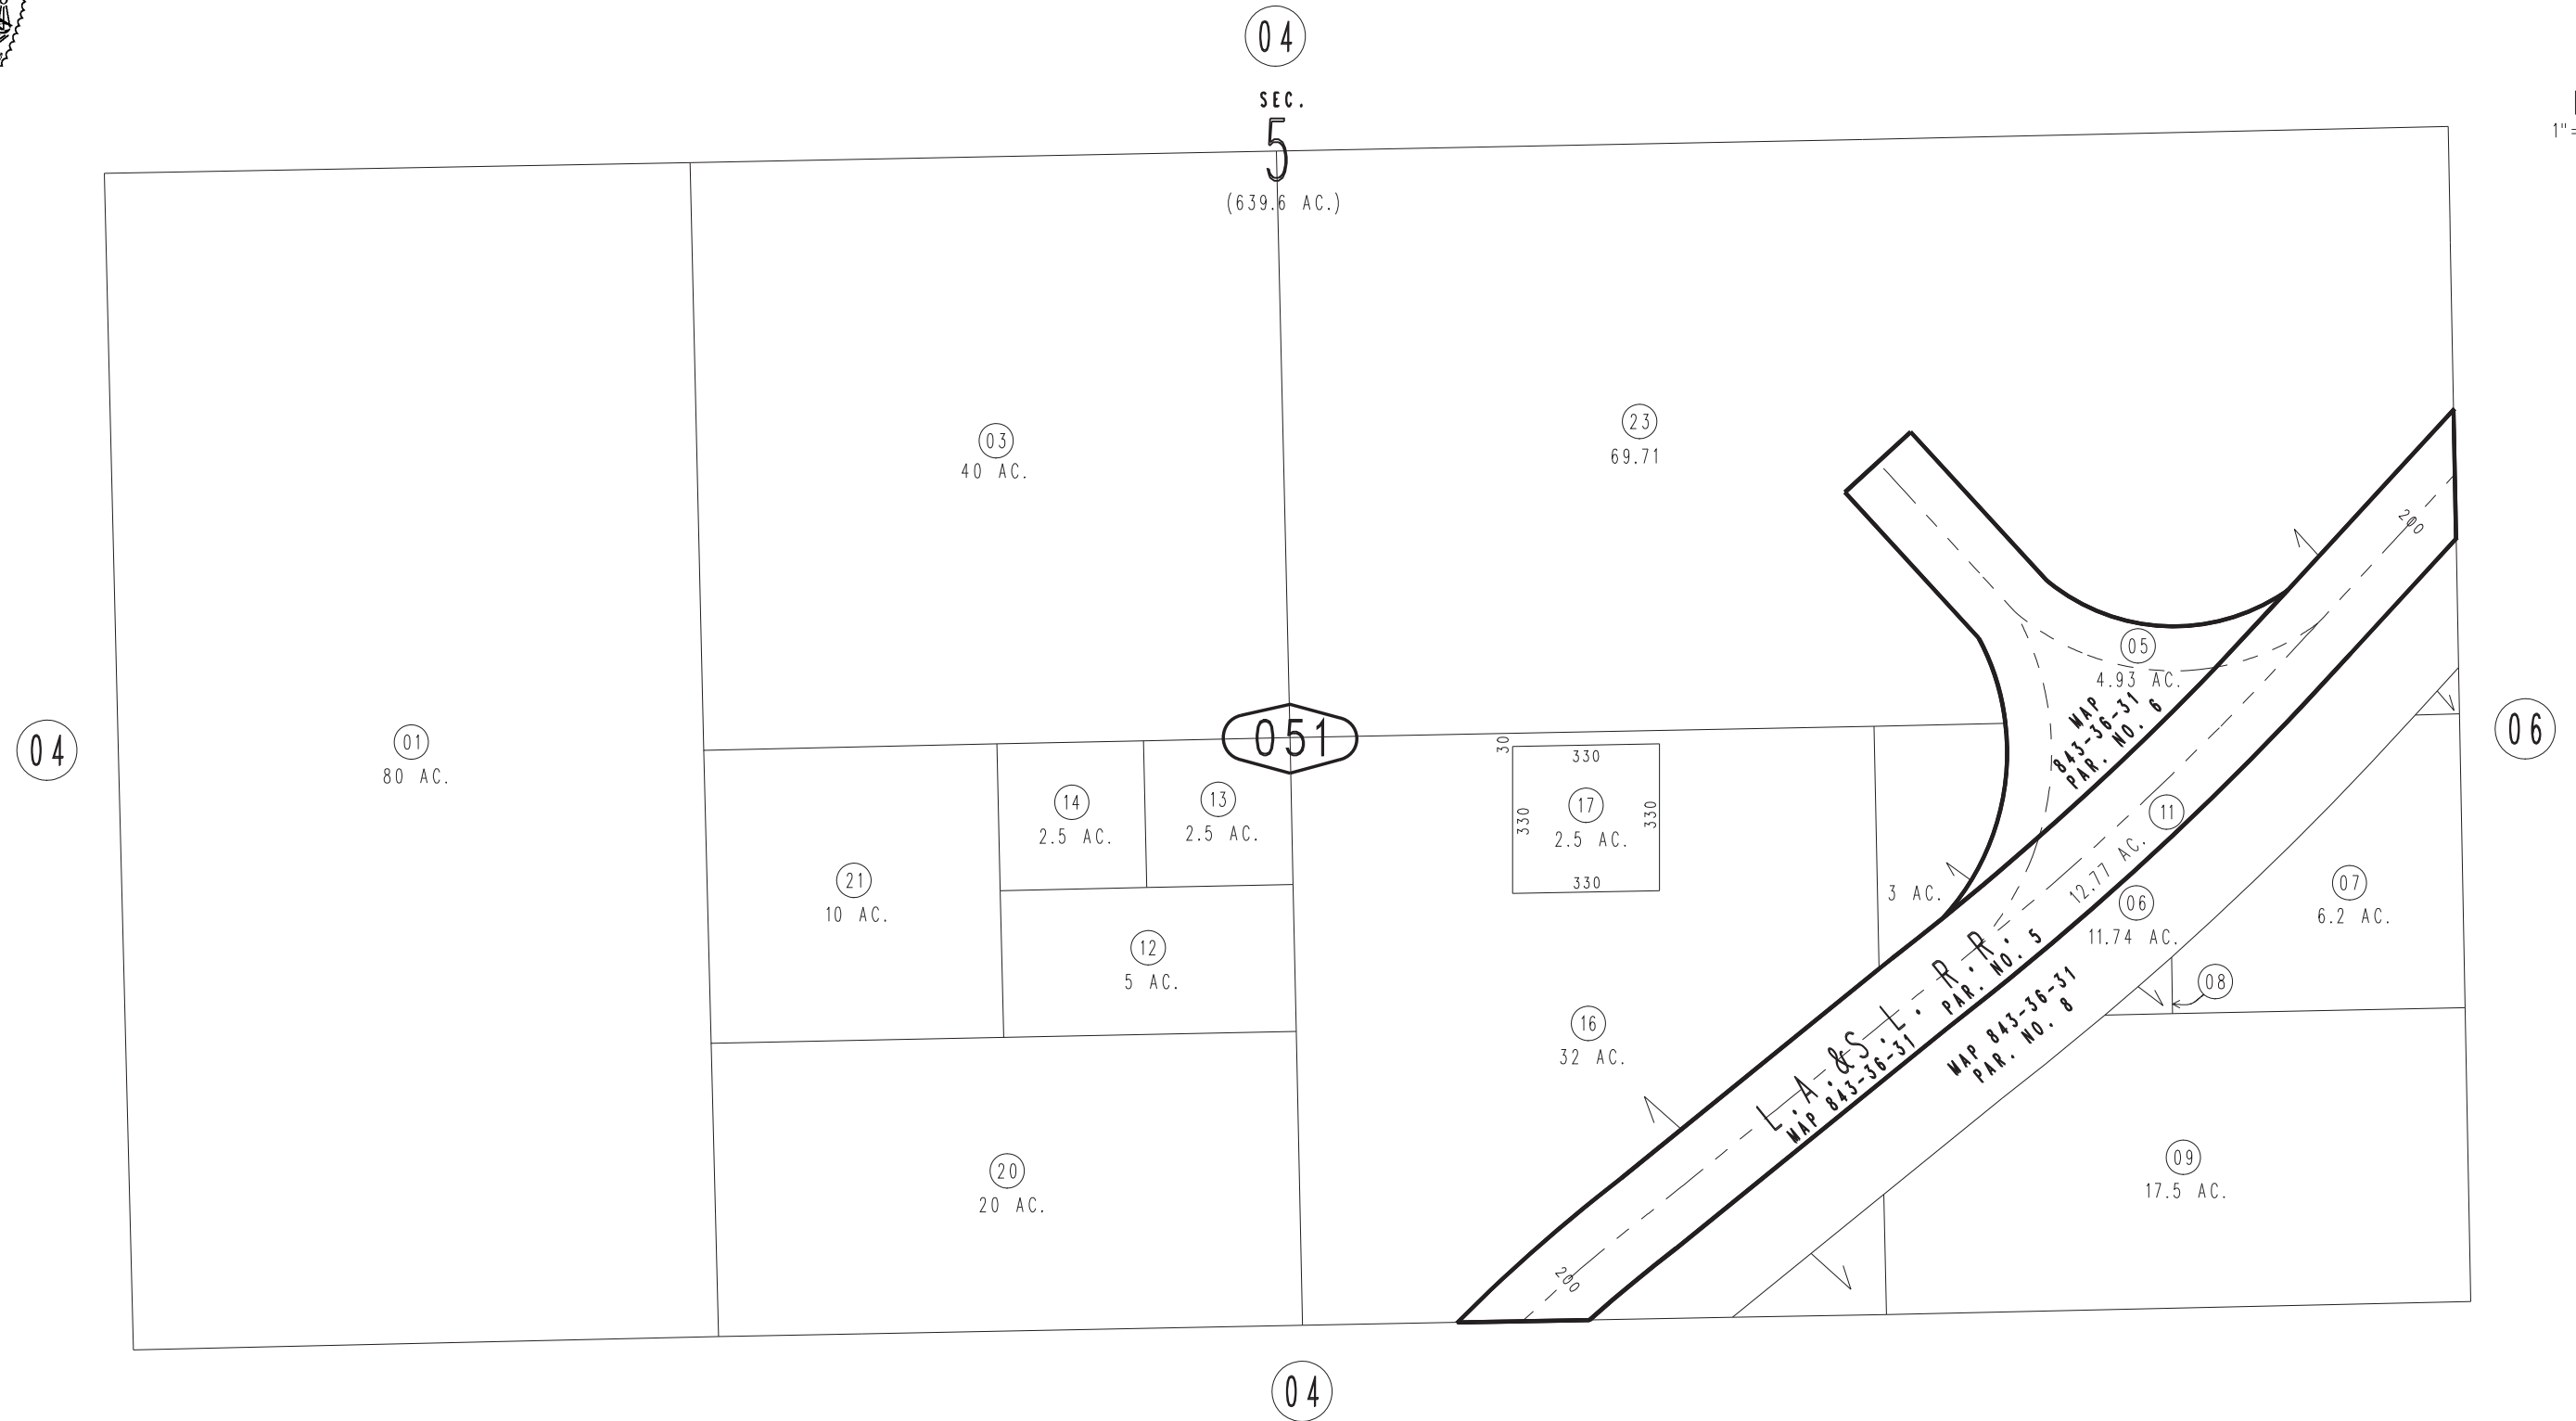 04
SEC.
5
(639.6 AC.)
1"=
03
40 AC.
23
69.71
200
05
4.93 AC.
MAP
843-36-31
PAR. NO. 6
04
01
80 AC.
051
06
30
330
330
330
330
17
2.5 AC.
14
2.5 AC.
13
2.5 AC.
21
10 AC.
12
5 AC.
3 AC.
11
12.77 AC.
06
11.74 AC.
07
6.2 AC.
08
L.A.&S.L. R.R.
MAP 843-36-31
PAR. NO. 5
MAP 843-36-31
PAR. NO. 8
16
32 AC.
20
20 AC.
09
17.5 AC.
200
04